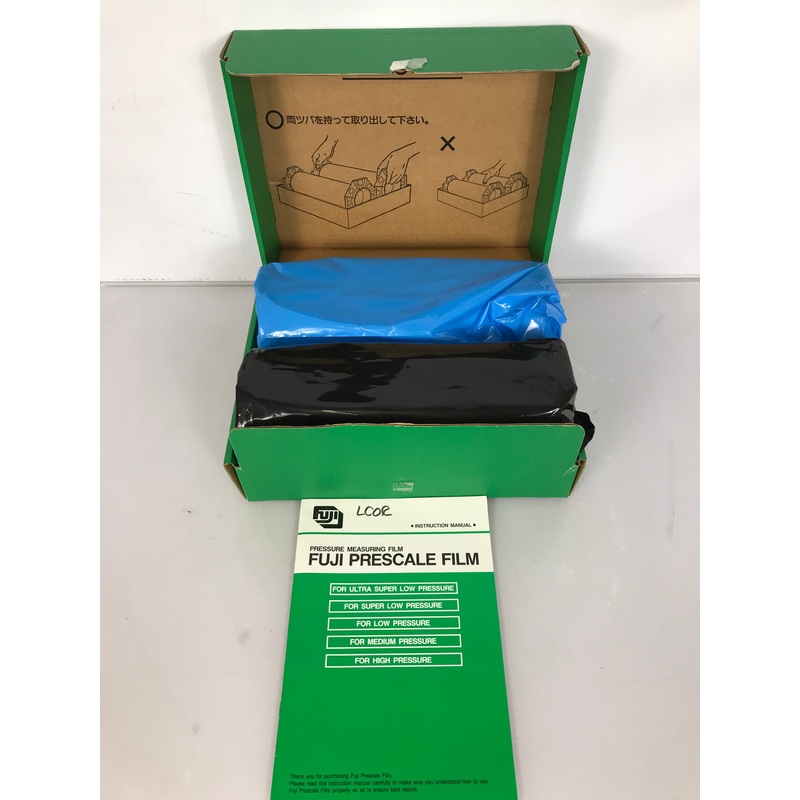 両ツバを持って取り出して下さい。
FUJI
LCOR
• INSTRUCTION MANUAL •
PRESSURE MEASURING FILM
FUJI PRESCALE FILM
FOR ULTRA SUPER LOW PRESSURE
FOR SUPER LOW PRESSURE
FOR LOW PRESSURE
FOR MEDIUM PRESSURE
FOR HIGH PRESSURE
Thank you for purchasing Fuji Prescale Film.
Please read this instruction manual carefully to make sure you understand how to use
Fuji Prescale Film properly so as to ensure best results.